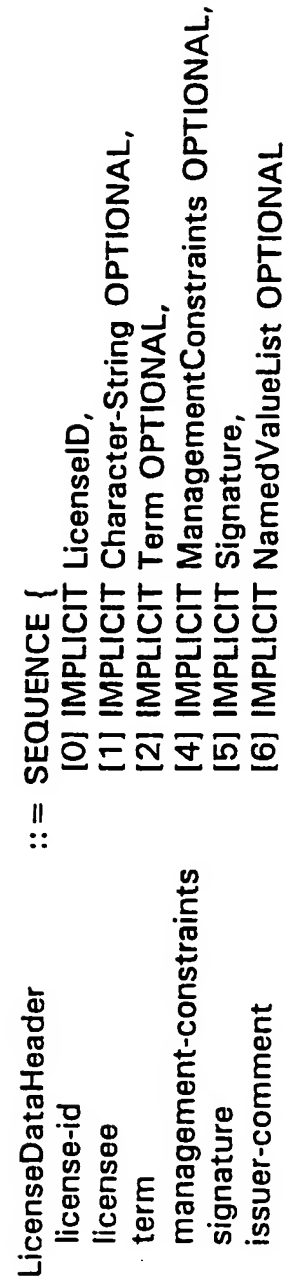 LicenseDataHeader ::= SEQUENCE {
license-id [0] IMPLICIT LicenseID,
licensee [1] IMPLICIT Character-String OPTIONAL,
term [2] IMPLICIT Term OPTIONAL,
management-constraints [4] IMPLICIT ManagementConstraints OPTIONAL,
signature [5] IMPLICIT Signature,
issuer-comment [6] IMPLICIT NamedValueList OPTIONAL